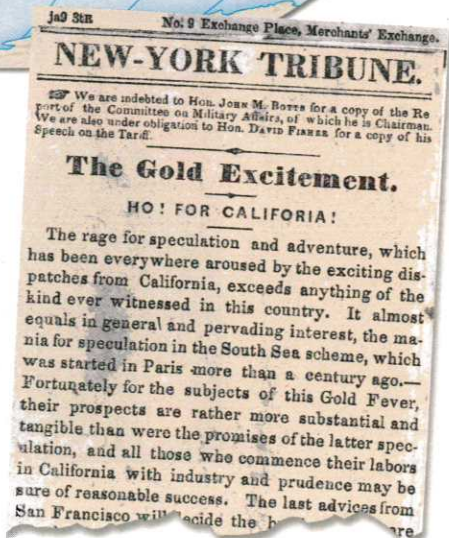 ja9 StR No. 9 Exchange Place, Merchants' Exchange.
NEW-YORK TRIBUNE.
☞ We are indebted to Hon. JOHN M. BOTTS for a copy of the Re
port of the Committee on Military Affairs, of which he is Chairman.
We are also under obligation to Hon. DAVID FISHER for a copy of his
Speech on the Tariff.
The Gold Excitement.
HO! FOR CALIFORIA!
The rage for speculation and adventure, which
has been everywhere aroused by the exciting dis-
patches from California, exceeds anything of the
kind ever witnessed in this country. It almost
equals in general and pervading interest, the ma-
nia for speculation in the South Sea scheme, which
was started in Paris more than a century ago.—
Fortunately for the subjects of this Gold Fever,
their prospects are rather more substantial and
tangible than were the promises of the latter spec-
ulation, and all those who commence their labors
in California with industry and prudence may be
sure of reasonable success. The last advices from
San Francisco will decide the are